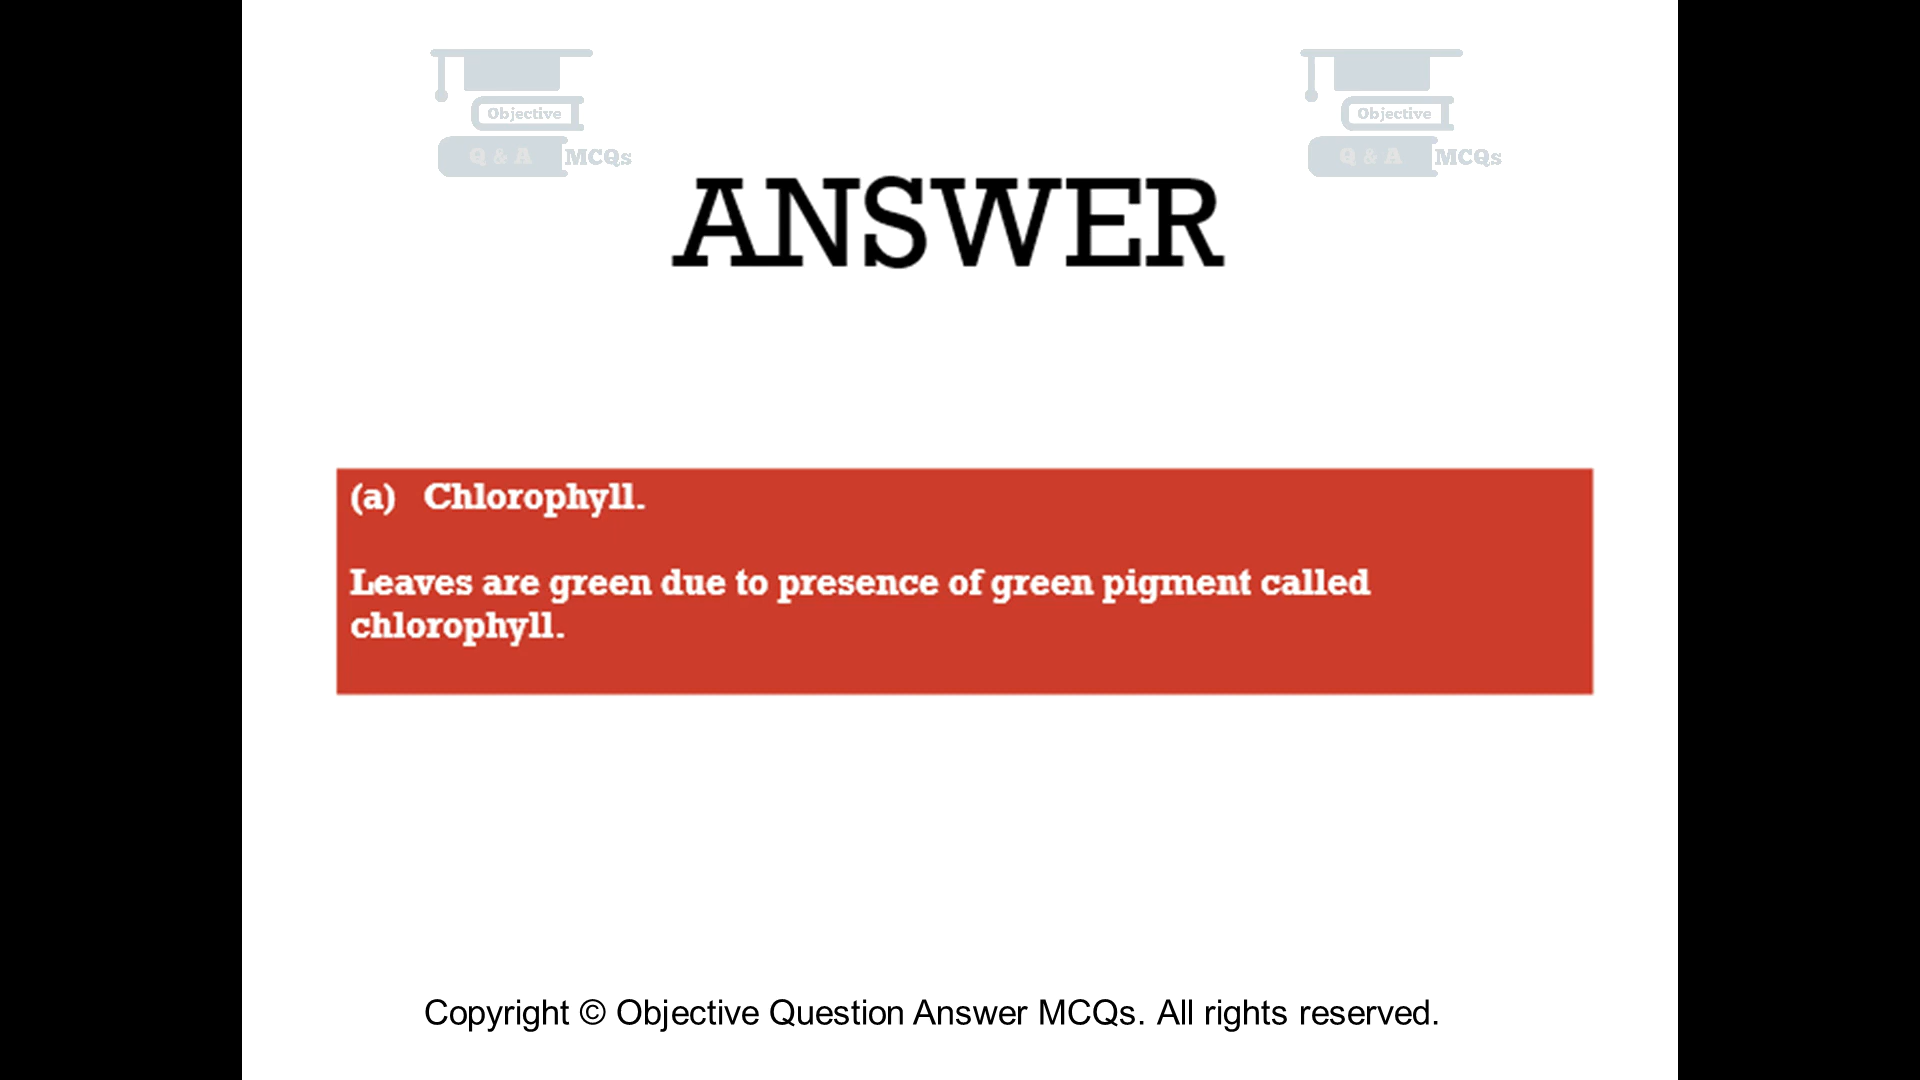 Objective
Q & A MCQs
Objective
Q & A MCQs
ANSWER
(a) Chlorophyll.
Leaves are green due to presence of green pigment called
chlorophyll.
Copyright © Objective Question Answer MCQs. All rights reserved.